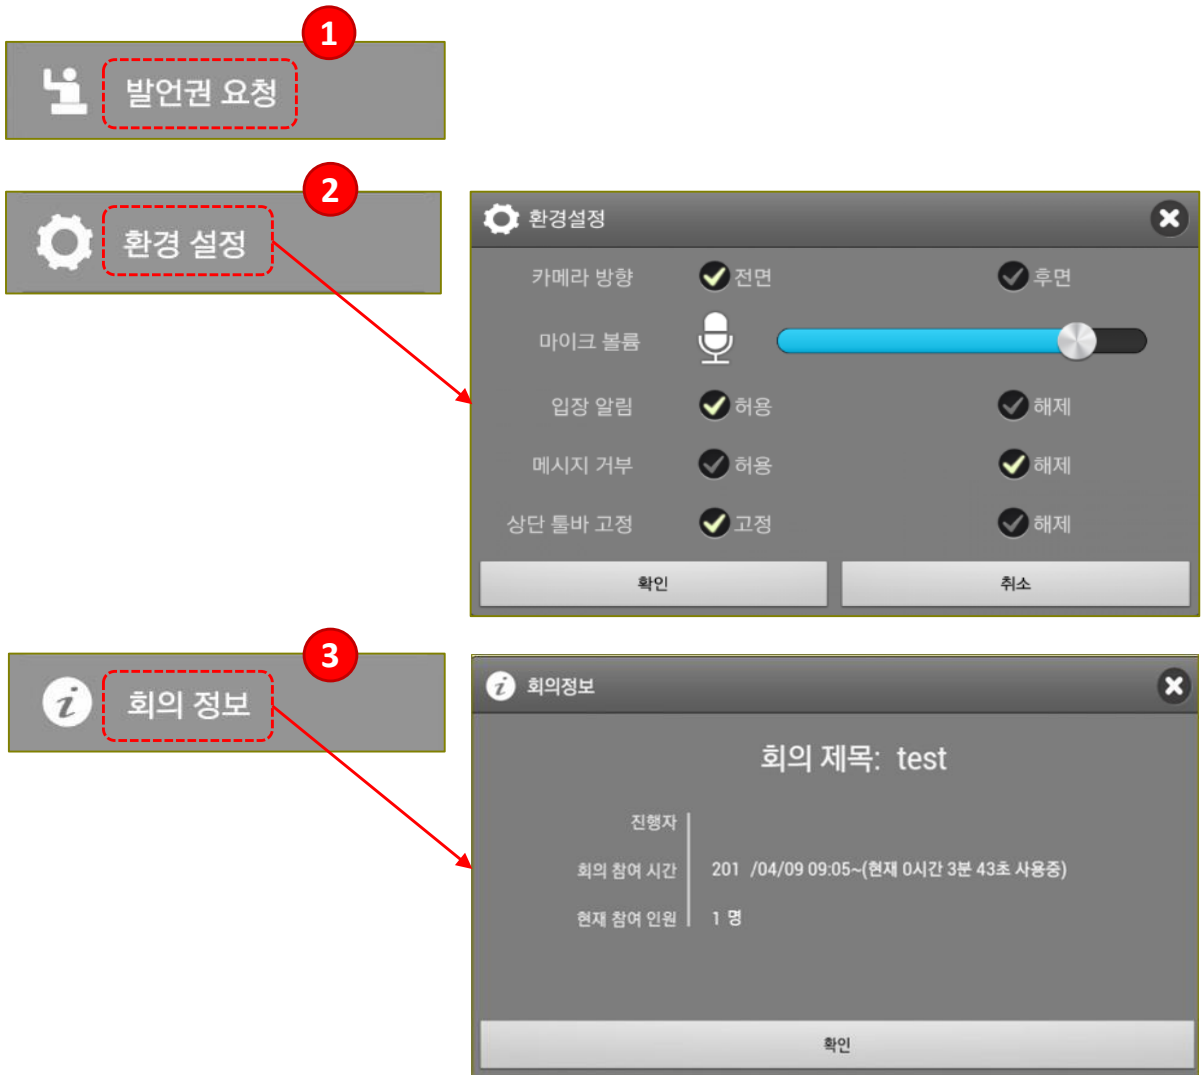 1
발언권 요청
2
환경 설정
환경설정
카메라 방향 전면 후면
마이크 볼륨
입장 알림 허용 해제
메시지 거부 허용 해제
상단 툴바 고정 고정 해제
확인 취소
3
회의 정보
회의정보
회의 제목: test
진행자
회의 참여 시간 201 /04/09 09:05~(현재 0시간 3분 43초 사용중)
현재 참여 인원 1 명
확인